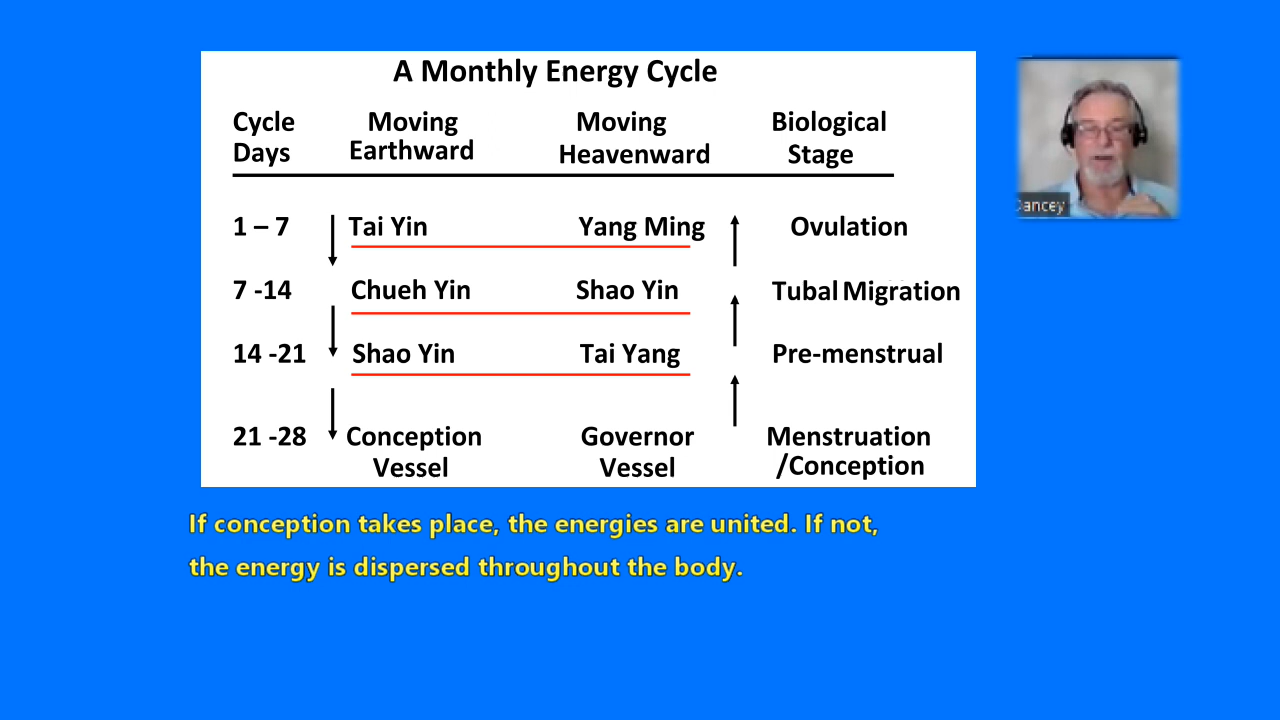 A Monthly Energy Cycle
Cycle Days Moving Earthward Moving Heavenward Biological Stage
1 – 7 Tai Yin Yang Ming Ovulation
7 -14 Chueh Yin Shao Yin Tubal Migration
14 -21 Shao Yin Tai Yang Pre-menstrual
21 -28 Conception Vessel Governor Vessel Menstruation /Conception
If conception takes place, the energies are united. If not,
the energy is dispersed throughout the body.
Dancey